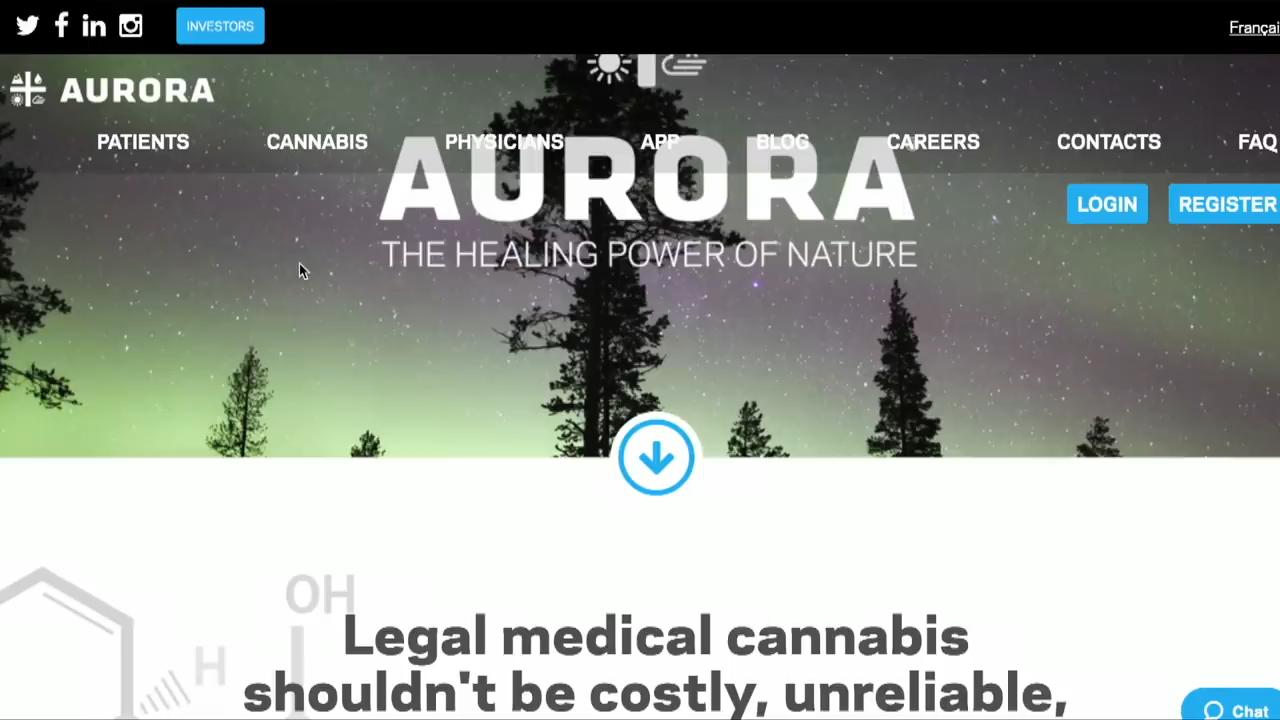 INVESTORS
Françai
AURORA
PATIENTS CANNABIS PHYSICIANS APP BLOG CAREERS CONTACTS FAQ
AURORA
LOGIN REGISTER
THE HEALING POWER OF NATURE
OH
H
Legal medical cannabis
shouldn't be costly, unreliable,
Chat